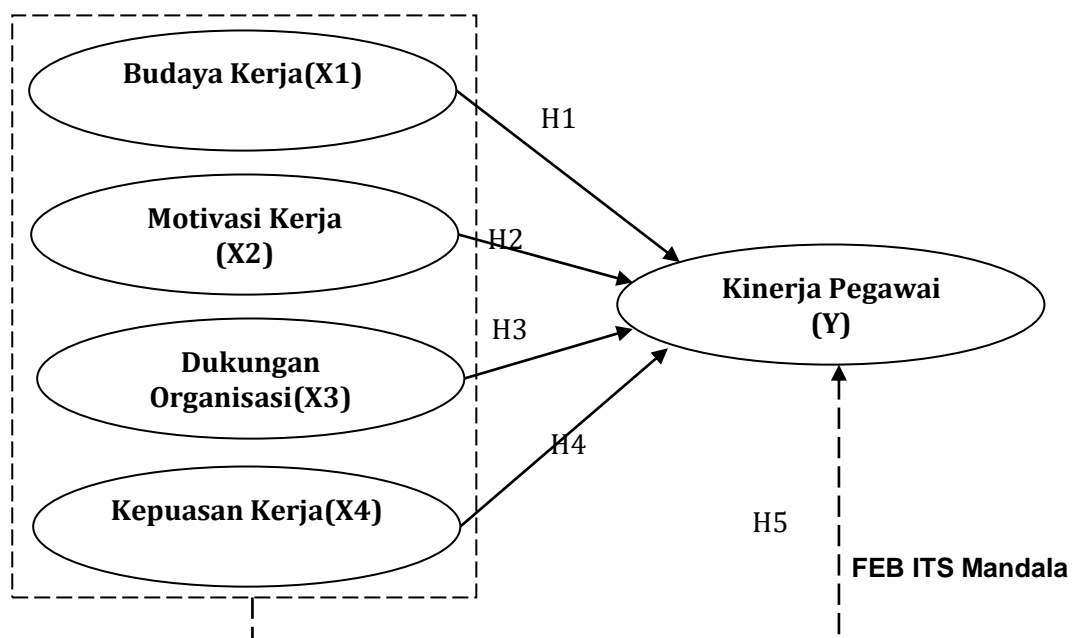 Budaya Kerja(X1)
H1
Motivasi Kerja
(X2)
H2
Kinerja Pegawai
(Y)
H3
Dukungan
Organisasi(X3)
H4
Kepuasan Kerja(X4)
H5
FEB ITS Mandala